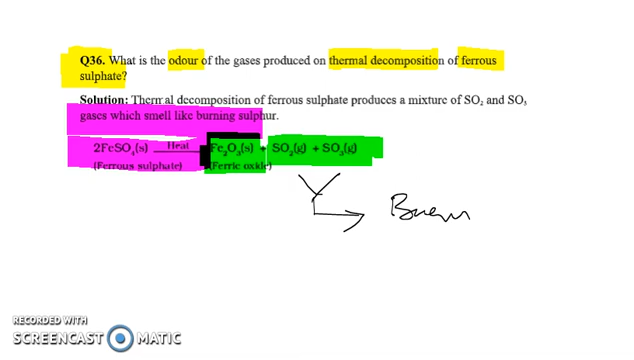 Q36. What is the odour of the gases produced on thermal decomposition of ferrous
sulphate?
Solution: Thermal decomposition of ferrous sulphate produces a mixture of SO₂ and SO₃
gases which smell like burning sulphur.
2FeSO₄(s) Heat Fe₂O₃(s) + SO₂(g) + SO₃(g)
(Ferrous sulphate) (Ferric oxide)
RECORDED WITH
SCREENCAST MATIC